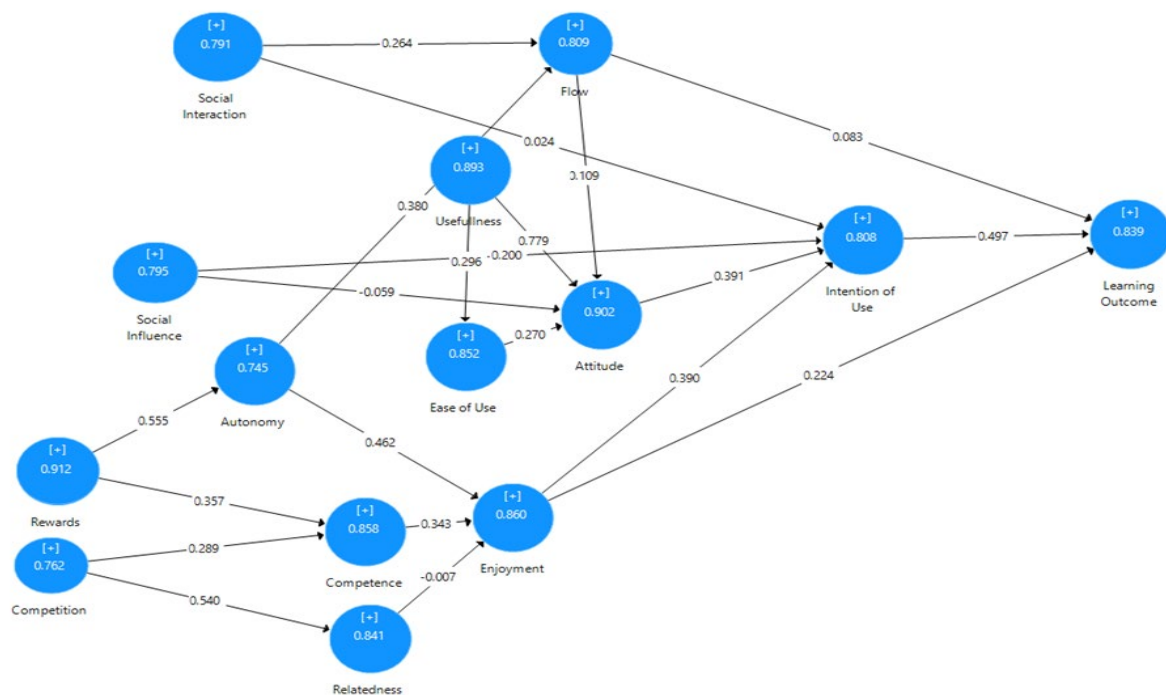 [+]
0.791
Social
Interaction
0.264
[+]
0.809
Flow
0.024
0.083
[+]
0.893
Usefullness
0.380
0.109
0.779
0.296
[+]
0.795
Social
Influence
-0.200
-0.059
[+]
0.808
Intention of
Use
0.497
[+]
0.839
Learning
Outcome
0.391
[+]
0.902
Attitude
[+]
0.852
Ease of Use
0.270
[+]
0.745
Autonomy
0.390
0.224
0.555
0.462
[+]
0.912
Rewards
0.357
[+]
0.858
Competence
0.343
[+]
0.860
Enjoyment
0.289
[+]
0.762
Competition
-0.007
0.540
[+]
0.841
Relatedness